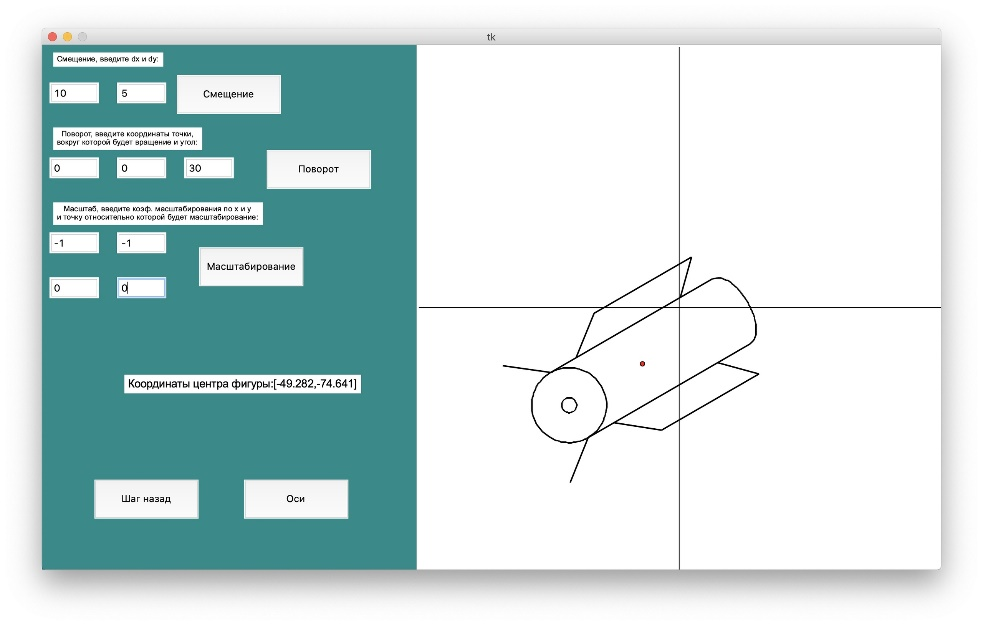 tk
Смещение, введите dx и dy:
10 5 Смещение
Поворот, введите координаты точки,
вокруг которой будет вращение и угол:
0 0 30 Поворот
Масштаб, введите коэф. масштабирования по x и y
и точку относительно которой будет масштабирование:
-1 -1
Масштабирование
0 0
Координаты центра фигуры:[-49.282,-74.641]
Шаг назад Оси